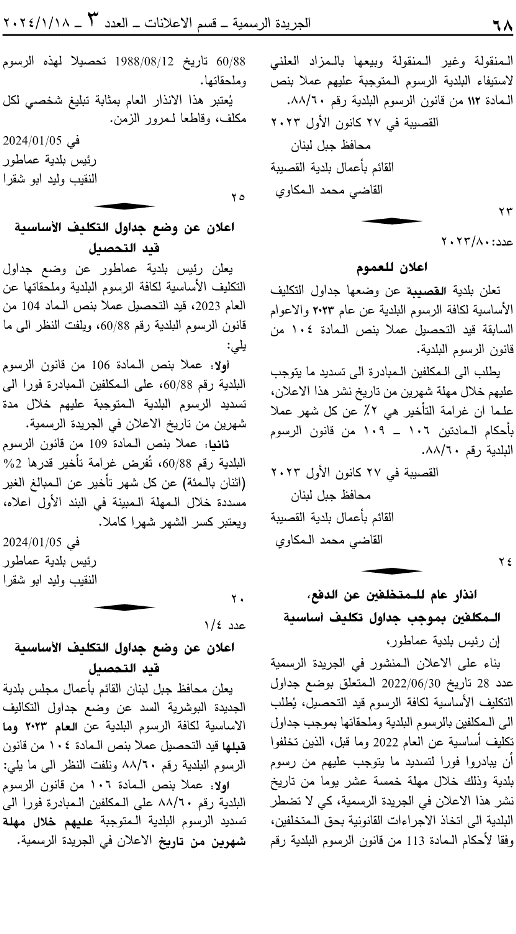 ٦٨
الجريدة الرسمية – قسم الاعلانات – العدد ٣ – ٢٠٢٤/١/١٨
المنقولة وغير المنقولة وبيعها بالمزاد العلني
لاستيفاء البلدية الرسوم المتوجبة عليهم عملا بنص
المادة ١١٢ من قانون الرسوم البلدية رقم ٨٨/٦٠.
القصيبة في ٢٧ كانون الأول ٢٠٢٣
محافظ جبل لبنان
القائم بأعمال بلدية القصيبة
القاضي محمد المكاوي
٢٣
عدد: ٢٠٢٣/٨٠
اعلان للعموم
تعلن بلدية القصيبة عن وضعها جداول التكليف
الأساسية لكافة الرسوم البلدية عن عام ٢٠٢٣ والاعوام
السابقة قيد التحصيل عملا بنص المادة ١٠٤ من
قانون الرسوم البلدية.
يطلب الى المكلفين المبادرة الى تسديد ما يتوجب
عليهم خلال مهلة شهرين من تاريخ نشر هذا الاعلان،
علما ان غرامة التأخير هي ٢٪ عن كل شهر عملا
بأحكام المادتين ١٠٦ – ١٠٩ من قانون الرسوم
البلدية رقم ٨٨/٦٠.
القصيبة في ٢٧ كانون الأول ٢٠٢٣
محافظ جبل لبنان
القائم بأعمال بلدية القصيبة
القاضي محمد المكاوي
٢٤
انذار عام للمتخلفين عن الدفع،
المكلفين بموجب جداول تكليف أساسية
إن رئيس بلدية عماطور،
بناء على الاعلان المنشور في الجريدة الرسمية
عدد 28 تاريخ 2022/06/30 المتعلق بوضع جداول
التكليف الأساسية لكافة الرسوم قيد التحصيل، يُطلب
الى المكلفين بالرسوم البلدية وملحقاتها بموجب جداول
تكليف أساسية عن العام 2022 وما قبل، الذين تخلفوا
أن يبادروا فورا لتسديد ما يتوجب عليهم من رسوم
بلدية وذلك خلال مهلة خمسة عشر يوما من تاريخ
نشر هذا الاعلان في الجريدة الرسمية، كي لا تضطر
البلدية الى اتخاذ الاجراءات القانونية بحق المتخلفين،
وفقا لأحكام المادة 113 من قانون الرسوم البلدية رقم
60/88 تاريخ 1988/08/12 تحصيلا لهذه الرسوم
وملحقاتها.
يُعتبر هذا الانذار العام بمثابة تبليغ شخصي لكل
مكلف، وقاطعا لمرور الزمن.
في 2024/01/05
رئيس بلدية عماطور
النقيب وليد ابو شقرا
٢٥
اعلان عن وضع جداول التكليف الأساسية
قيد التحصيل
يعلن رئيس بلدية عماطور عن وضع جداول
التكليف الأساسية لكافة الرسوم البلدية وملحقاتها عن
العام 2023، قيد التحصيل عملا بنص الماد 104 من
قانون الرسوم البلدية رقم 60/88، ويلفت النظر الى ما
يلي:
اولا: عملا بنص المادة 106 من قانون الرسوم
البلدية رقم 60/88، على المكلفين المبادرة فورا الى
تسديد الرسوم البلدية المتوجبة عليهم خلال مدة
شهرين من تاريخ الاعلان في الجريدة الرسمية.
ثانيا: عملا بنص المادة 109 من قانون الرسوم
البلدية رقم 60/88، تُفرض غرامة تأخير قدرها 2%
(اثنان بالمئة) عن كل شهر تأخير عن المبالغ الغير
مسددة خلال المهلة المبينة في البند الأول اعلاه،
ويعتبر كسر الشهر شهرا كاملا.
في 2024/01/05
رئيس بلدية عماطور
النقيب وليد ابو شقرا
٢٠
عدد ١/٤
اعلان عن وضع جداول التكليف الأساسية
قيد التحصيل
يعلن محافظ جبل لبنان القائم بأعمال مجلس بلدية
الجديدة البوشرية السد عن وضع جداول التكاليف
الاساسية لكافة الرسوم البلدية عن العام ٢٠٢٣ وما
قبلها قيد التحصيل عملا بنص المادة ١٠٤ من قانون
الرسوم البلدية رقم ٨٨/٦٠ ونلفت النظر الى ما يلي:
اولا: عملا بنص المادة ١٠٦ من قانون الرسوم
البلدية رقم ٨٨/٦٠ على المكلفين المبادرة فورا الى
تسديد الرسوم البلدية المتوجبة عليهم خلال مهلة
شهرين من تاريخ الاعلان في الجريدة الرسمية.